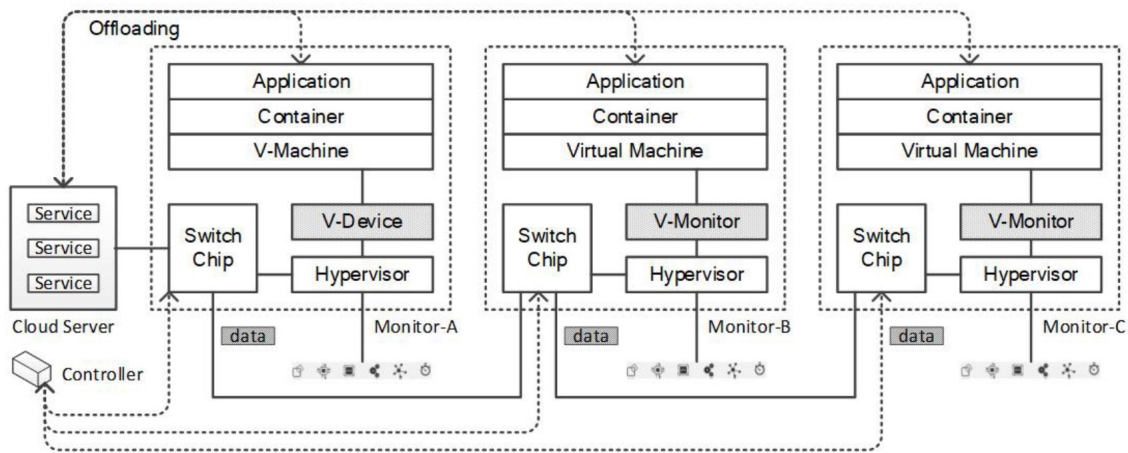 Offloading
Application
Container
V-Machine
V-Device
Switch
Chip
Hypervisor
Monitor-A
data
Application
Container
Virtual Machine
V-Monitor
Switch
Chip
Hypervisor
Monitor-B
data
Application
Container
Virtual Machine
V-Monitor
Switch
Chip
Hypervisor
Monitor-C
data
Service
Service
Service
Cloud Server
Controller